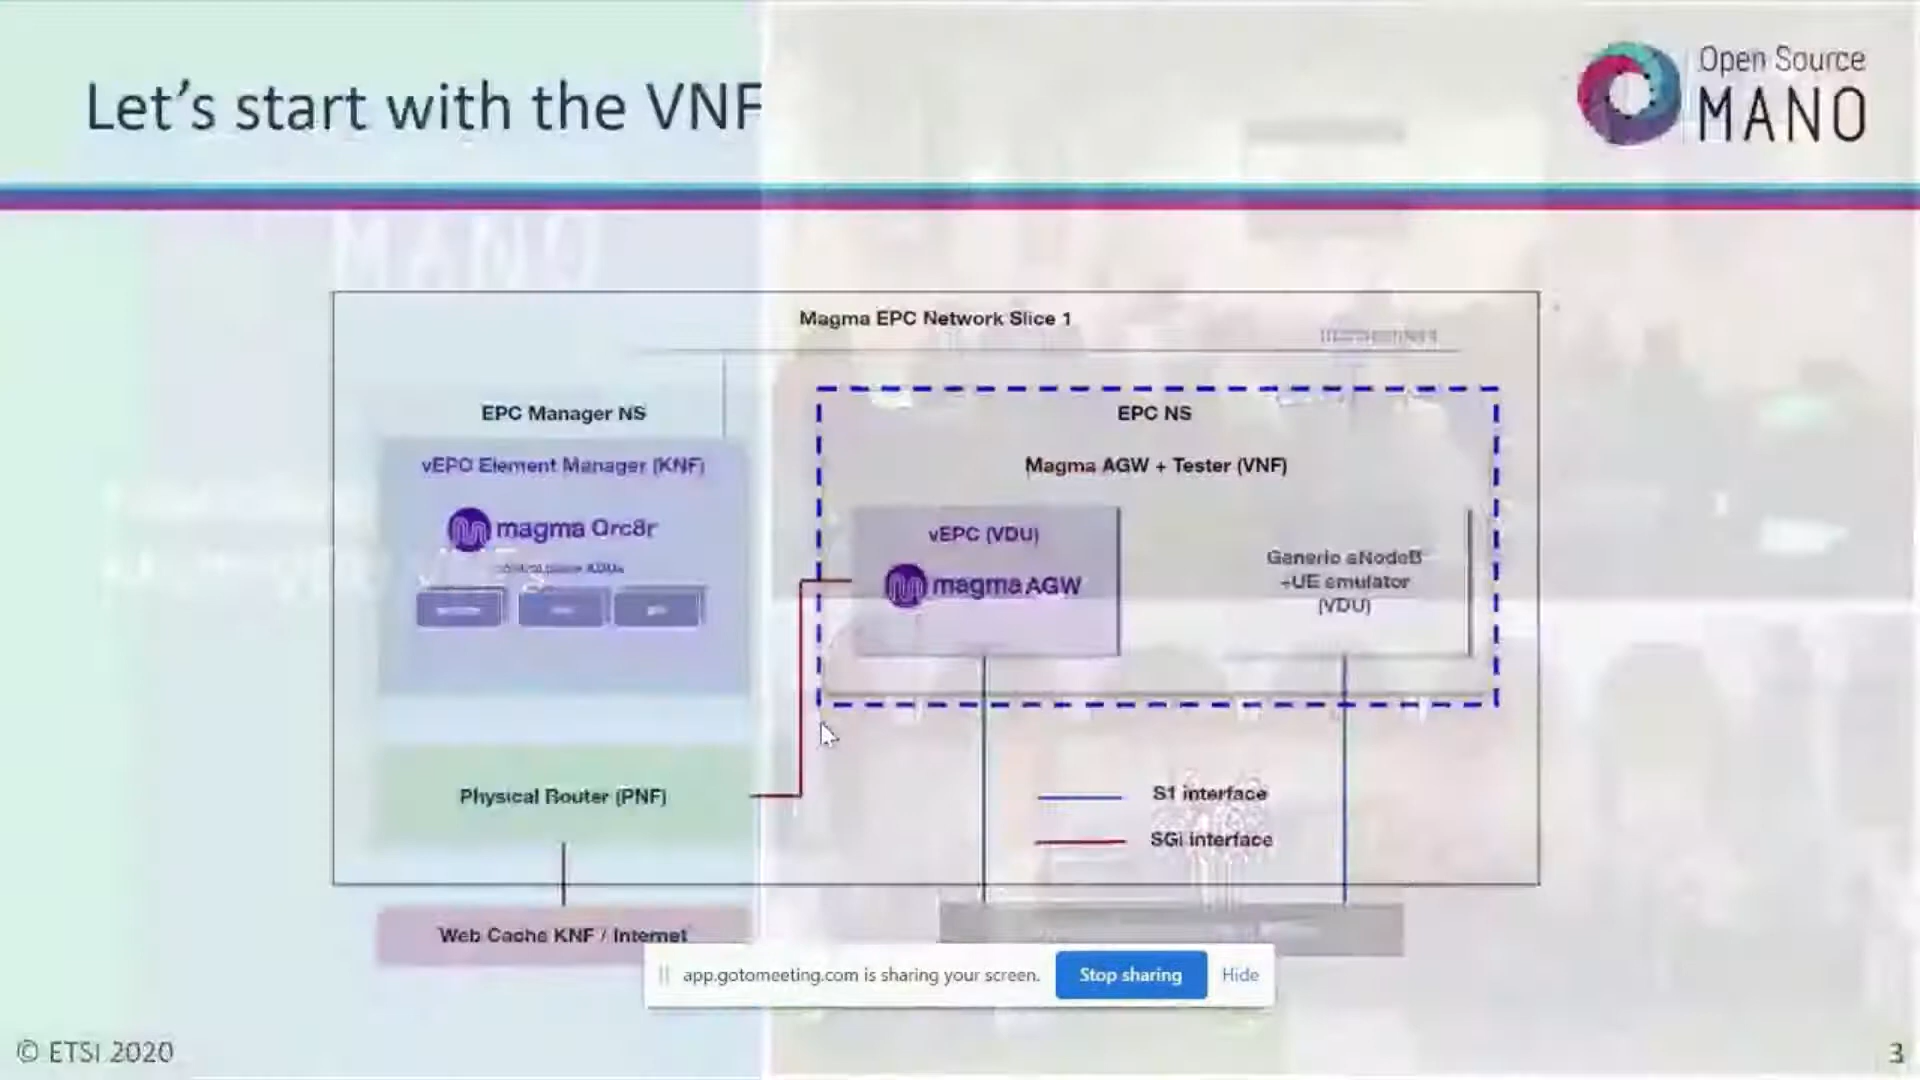 Let's start with the VNF
Open Source
MANO
MANO
Magma EPC Network Slice 1
EPC Manager NS
EPC NS
vEPC Element Manager (KNF)
Magma AGW + Tester (VNF)
magma Orc8r
vEPC (VDU)
magma AGW
Generic eNodeB
+UE emulator
(VDU)
Physical Router (PNF)
S1 interface
SGi interface
Web Cache KNF / Internet
app.gotomeeting.com is sharing your screen.
Stop sharing
Hide
© ETSI 2020
3